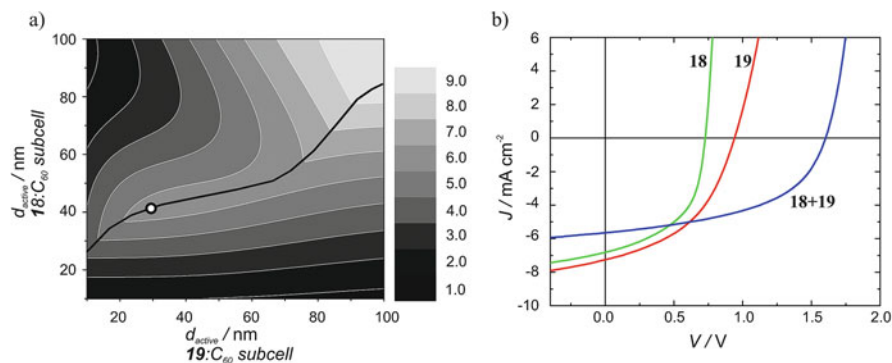 a)
100
80
60
40
20
d_active / nm
18:C₆₀ subcell
20 40 60 80 100
d_active / nm
19:C₆₀ subcell
9.0
8.0
7.0
6.0
5.0
4.0
3.0
2.0
1.0
b)
6
4
2
0
-2
-4
-6
-8
-10
J / mA cm⁻²
18 19
18+19
0.0 0.5 1.0 1.5 2.0
V / V